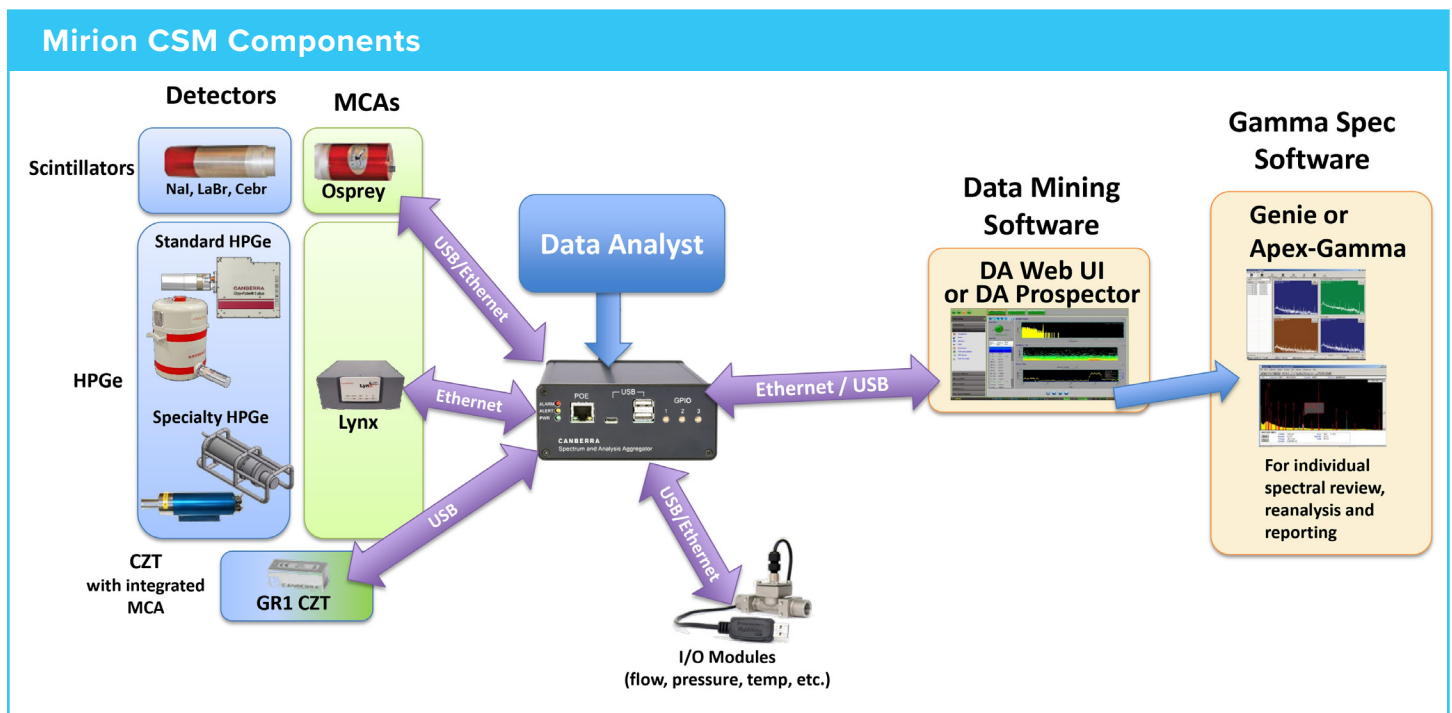 Mirion CSM Components
Detectors
MCAs
Scintillators
NaI, LaBr, Cebr
Osprey
USB/Ethernet
Data Analyst
Data Mining
Software
DA Web UI
or DA Prospector
Gamma Spec
Software
Genie or
Apex-Gamma
HPGe
Standard HPGe
CANBERRA
Specialty HPGe
Lynx
Lynx
Ethernet
ALARM
ALERT
PWR
POE
USB
GPIO
1 2 3
CANBERRA
Spectrum and Analysis Aggregator
Ethernet / USB
For individual
spectral review,
reanalysis and
reporting
CZT
with integrated
MCA
CANBERRA
GR1 CZT
USB
USB/Ethernet
I/O Modules
(flow, pressure, temp, etc.)